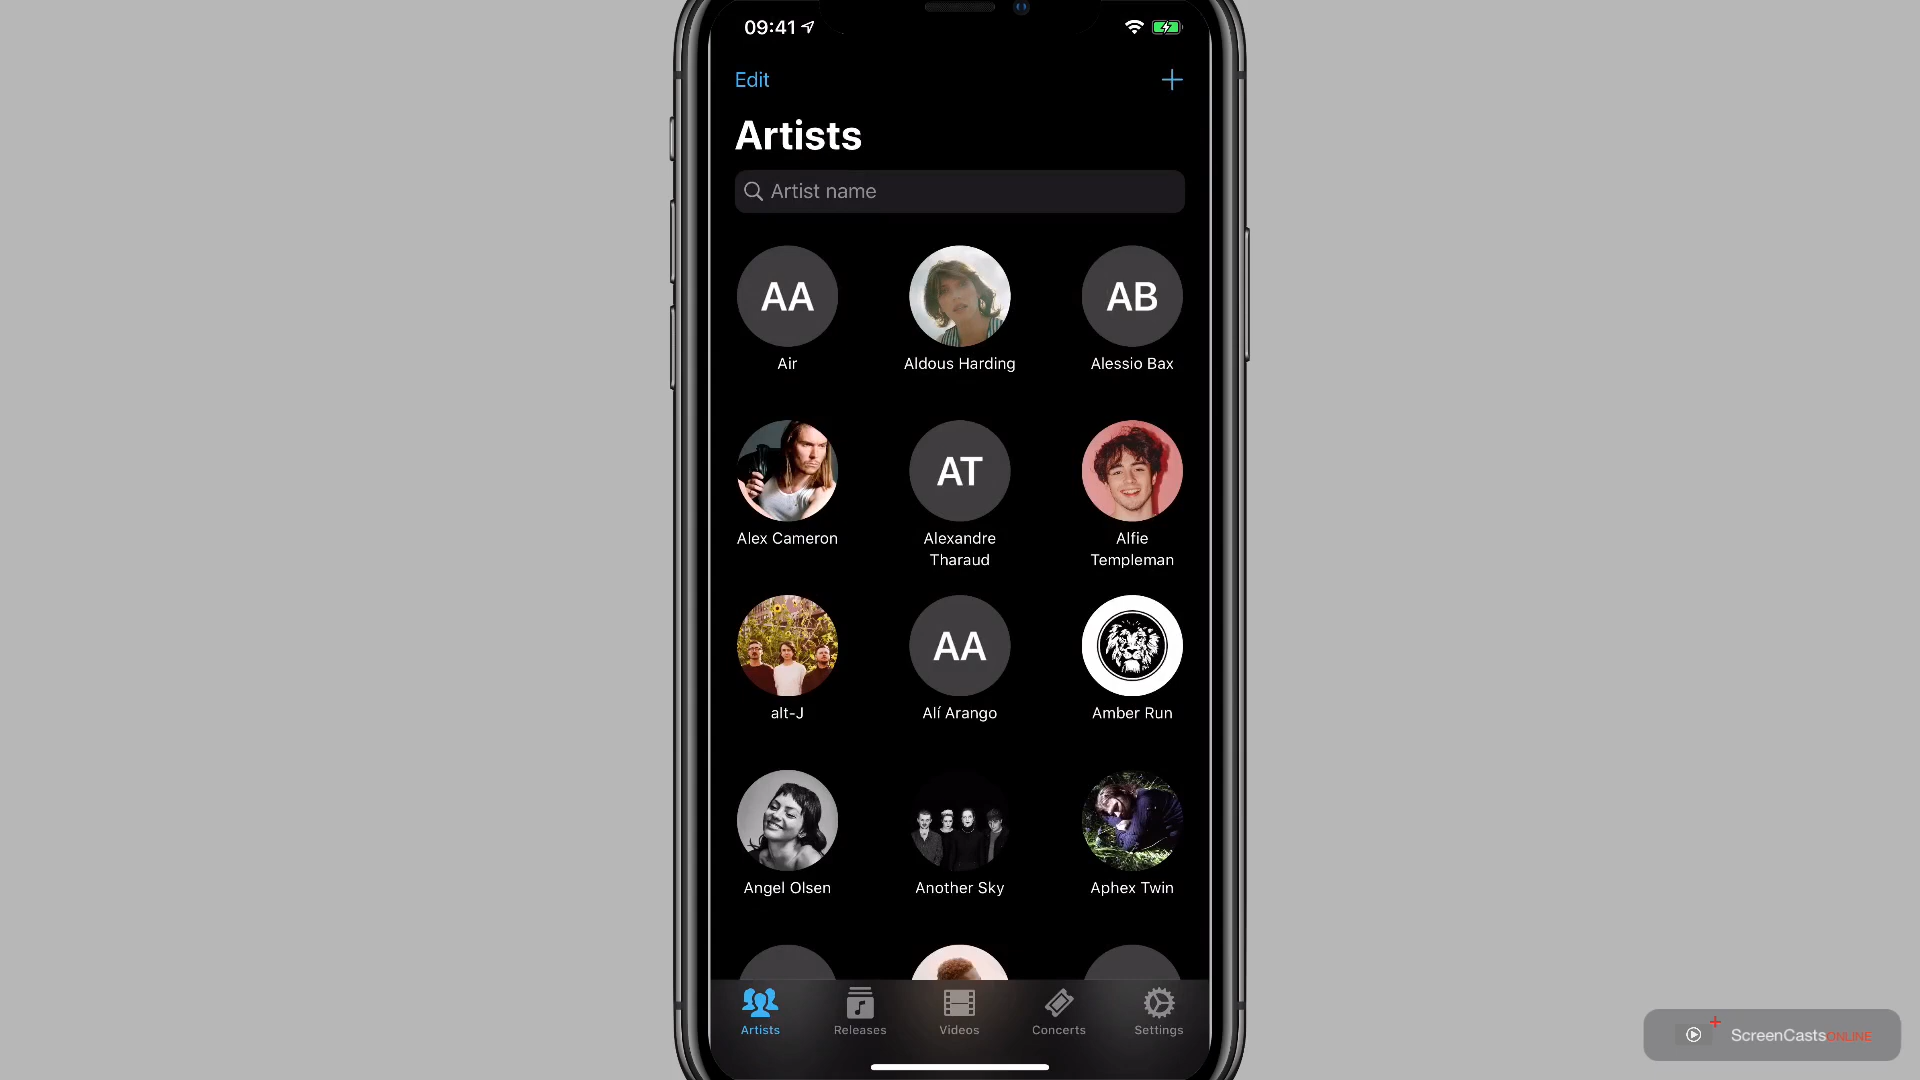 09:41
Edit
Artists
Artist name
AA
AB
Air
Aldous Harding
Alessio Bax
AT
Alex Cameron
Alexandre
Tharaud
Alfie
Templeman
AA
alt-J
Alí Arango
Amber Run
Angel Olsen
Another Sky
Aphex Twin
Artists
Releases
Videos
Concerts
Settings
ScreenCastsONLINE